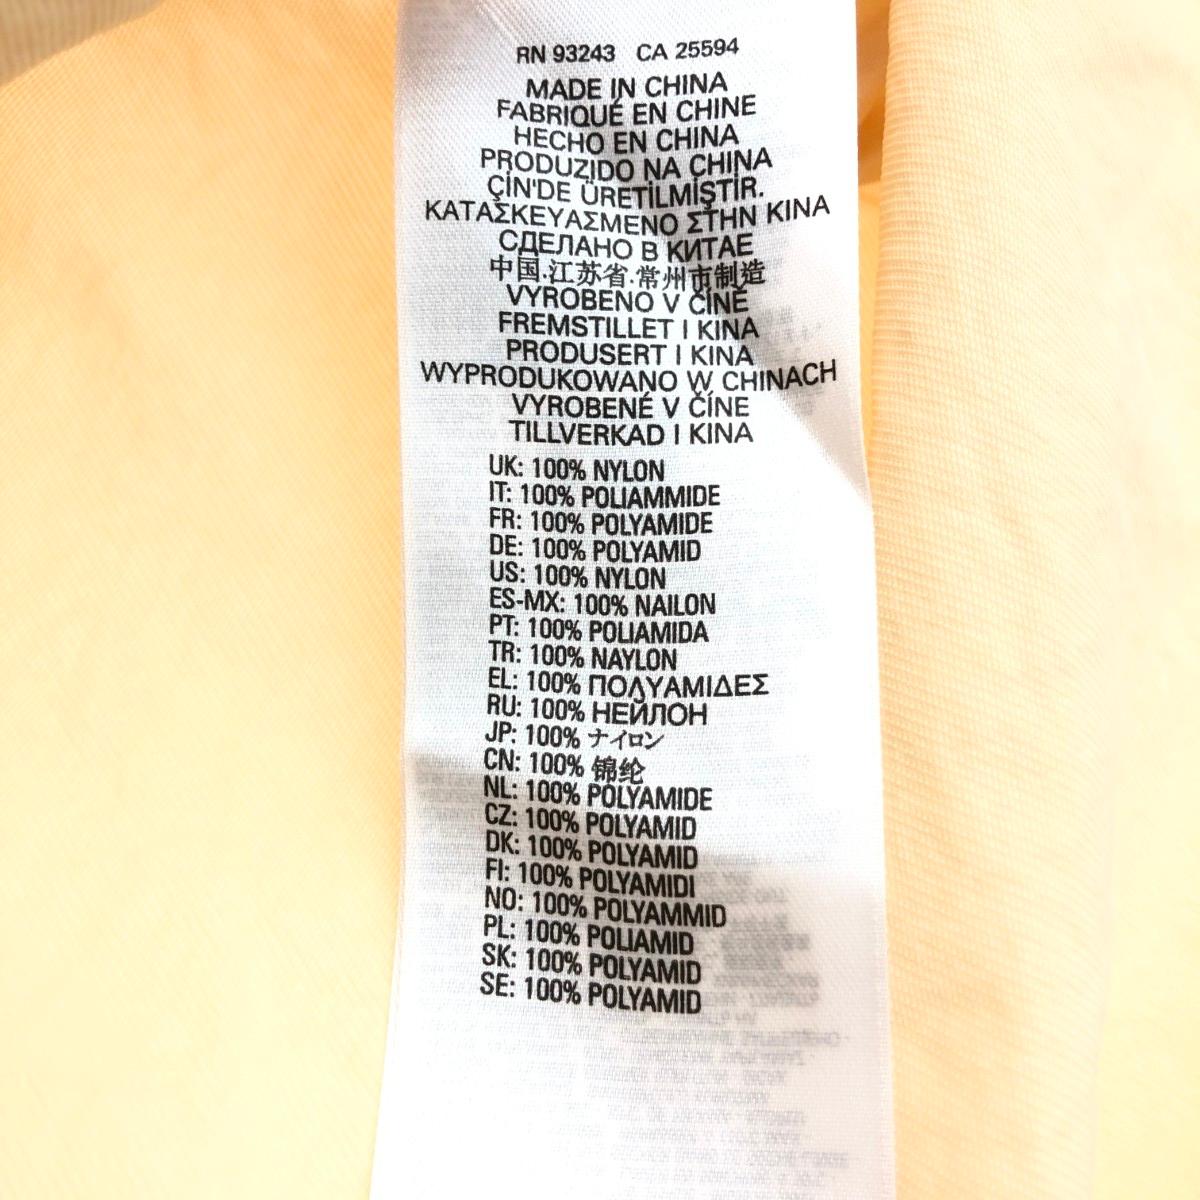 RN 93243 CA 25594
MADE IN CHINA
FABRIQUÉ EN CHINE
HECHO EN CHINA
PRODUZIDO NA CHINA
ÇİN'DE ÜRETİLMİŞTİR.
ΚΑΤΑΣΚΕΥΑΣΜΕΝΟ ΣΤΗΝ ΚΙΝΑ
СДЕЛАНО В КИТАЕ
中国.江苏省.常州市制造
VYROBENO V ČÍNĚ
FREMSTILLET I KINA
PRODUSERT I KINA
WYPRODUKOWANO W CHINACH
VYROBENÉ V ČÍNE
TILLVERKAD I KINA
UK: 100% NYLON
IT: 100% POLIAMMIDE
FR: 100% POLYAMIDE
DE: 100% POLYAMID
US: 100% NYLON
ES-MX: 100% NAILON
PT: 100% POLIAMIDA
TR: 100% NAYLON
EL: 100% ΠΟΛΥΑΜΙΔΕΣ
RU: 100% НЕЙЛОН
JP: 100% ナイロン
CN: 100% 锦纶
NL: 100% POLYAMIDE
CZ: 100% POLYAMID
DK: 100% POLYAMID
FI: 100% POLYAMIDI
NO: 100% POLYAMMID
PL: 100% POLIAMID
SK: 100% POLYAMID
SE: 100% POLYAMID